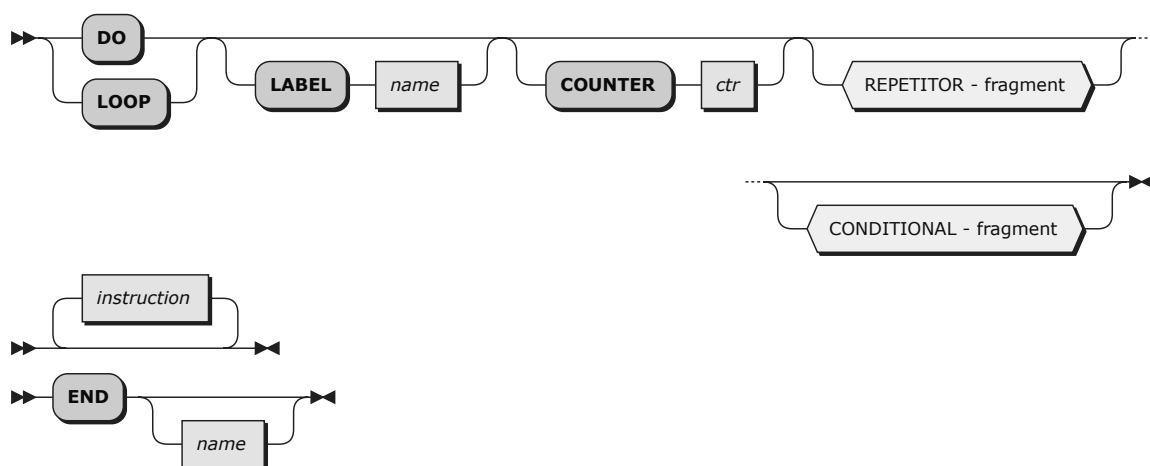 DO
LOOP
LABEL name COUNTER ctr REPETITOR - fragment
CONDITIONAL - fragment
instruction
END
name